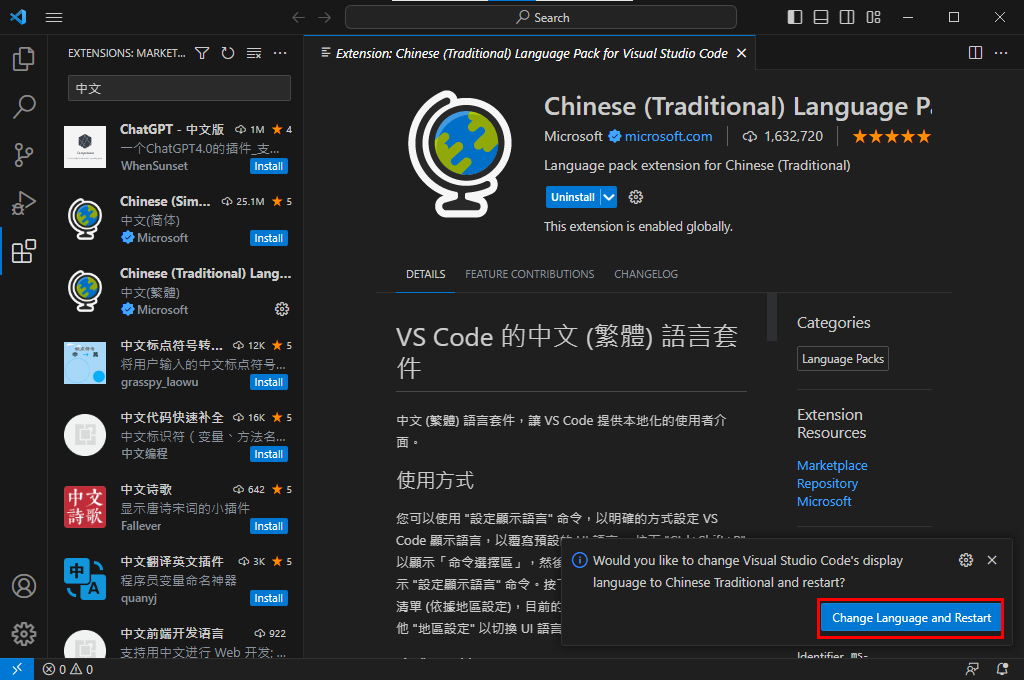 Search
EXTENSIONS: MARKET...
中文
ChatGPT - 中文版 1M 4
一个ChatGPT4.0的插件_支...
WhenSunset Install
Chinese (Sim... 25.1M 5
中文(简体)
Microsoft Install
Chinese (Traditional) Lang...
中文(繁體)
Microsoft
中文标点符号转... 12K 5
将用户输入的中文标点符号...
grasspy_laowu Install
中文代码快速补全 16K 5
中文标识符（变量、方法名...
中文编程 Install
中文诗歌 642 5
显示唐诗宋词的小插件
Fallever Install
中文翻译英文插件 3K 5
程序员变量命名神器
quanyj Install
中文前端开发语言 922
支持用中文进行 Web 开发; ...
中文
詩歌
中
A
Extension: Chinese (Traditional) Language Pack for Visual Studio Code
Chinese (Traditional) Language Pa
Microsoft microsoft.com 1,632,720
Language pack extension for Chinese (Traditional)
Uninstall
This extension is enabled globally.
DETAILS FEATURE CONTRIBUTIONS CHANGELOG
VS Code 的中文 (繁體) 語言套
件
中文 (繁體) 語言套件，讓 VS Code 提供本地化的使用者介
面。
使用方式
您可以使用 "設定顯示語言" 命令，以明確的方式設定 VS
Code 顯示語言，以覆寫預設的
以顯示「命令選擇區」，然後
示 "設定顯示語言" 命令。按下
清單 (依據地區設定)，目前的
他 "地區設定" 以切換 UI 語言
Categories
Language Packs
Extension
Resources
Marketplace
Repository
Microsoft
Would you like to change Visual Studio Code's display
language to Chinese Traditional and restart?
Change Language and Restart
Identifier ms-
0 0